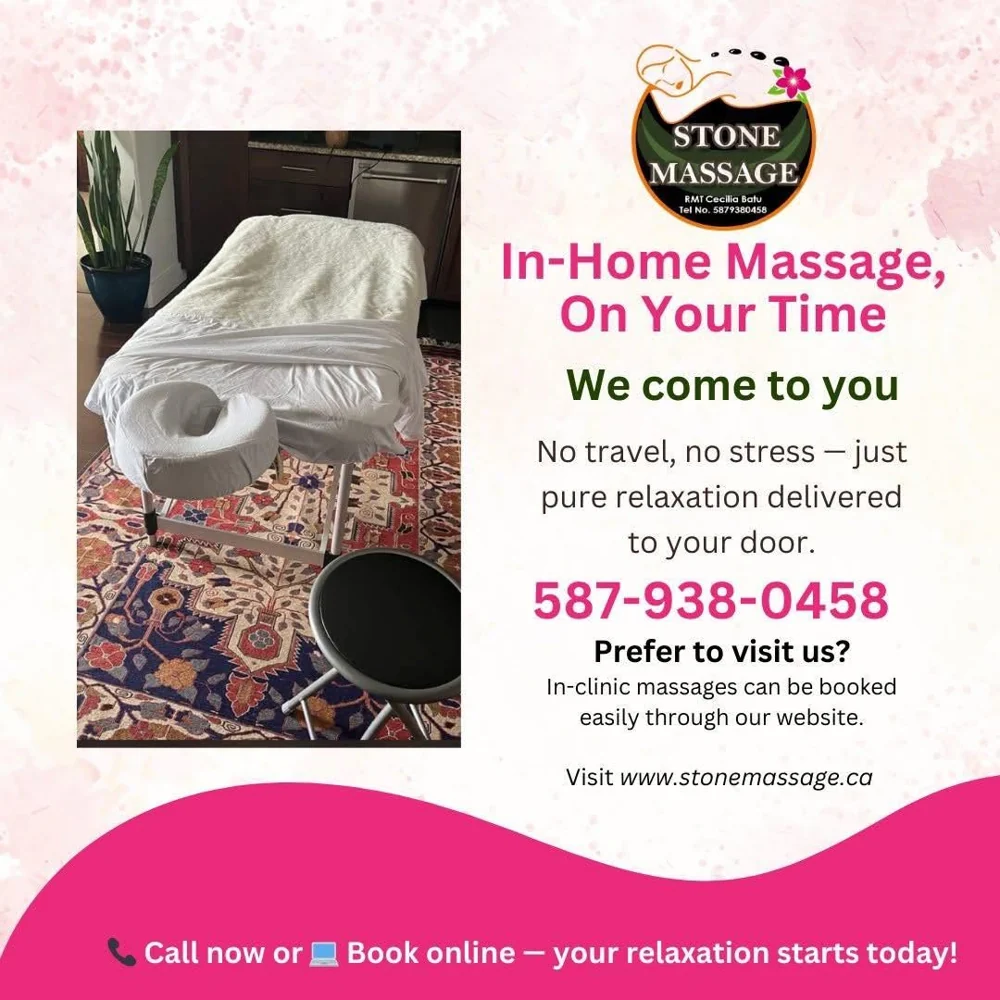 STONE
MASSAGE
RMT Cecilia Batu
Tel No. 5879380458
In-Home Massage,
On Your Time
We come to you
No travel, no stress — just
pure relaxation delivered
to your door.
587-938-0458
Prefer to visit us?
In-clinic massages can be booked
easily through our website.
Visit www.stonemassage.ca
📞 Call now or 💻 Book online — your relaxation starts today!